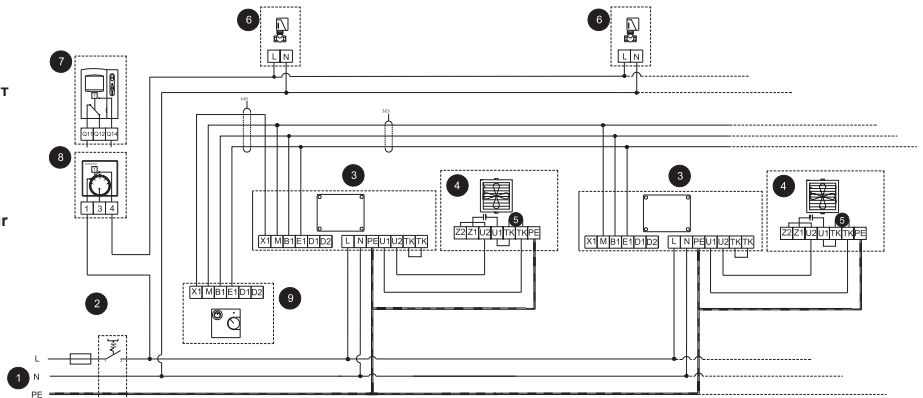 6
6
7
т
L N
L N
Q11 Q12 Q14
8
ır
1 3 4
3
4
3
4
5
5
X1 M B1 E1 D1 D2
L N PE U1 U2 TK TK
Z2 Z1 U2 U1 TK TK PE
X1 M B1 E1 D1 D2
L N PE U1 U2 TK TK
Z2 Z1 U2 U1 TK TK PE
X1 M B1 E1 D1 D2
9
2
L
1
N
PE